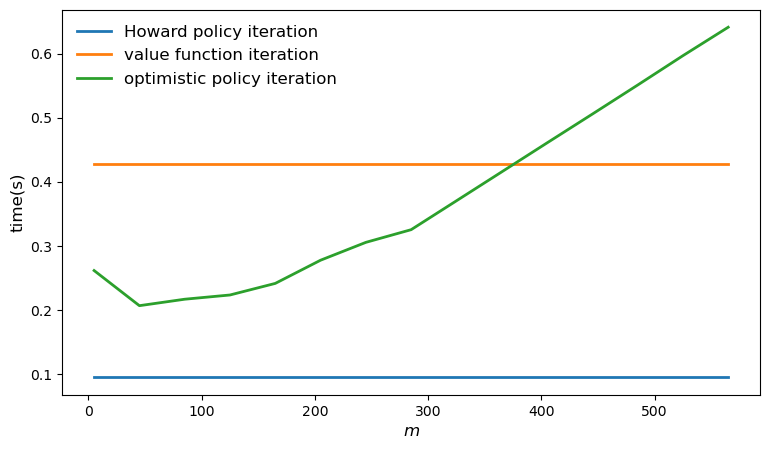 Howard policy iteration
value function iteration
optimistic policy iteration
0.6
0.5
0.4
0.3
0.2
0.1
time(s)
0 100 200 300 400 500
m